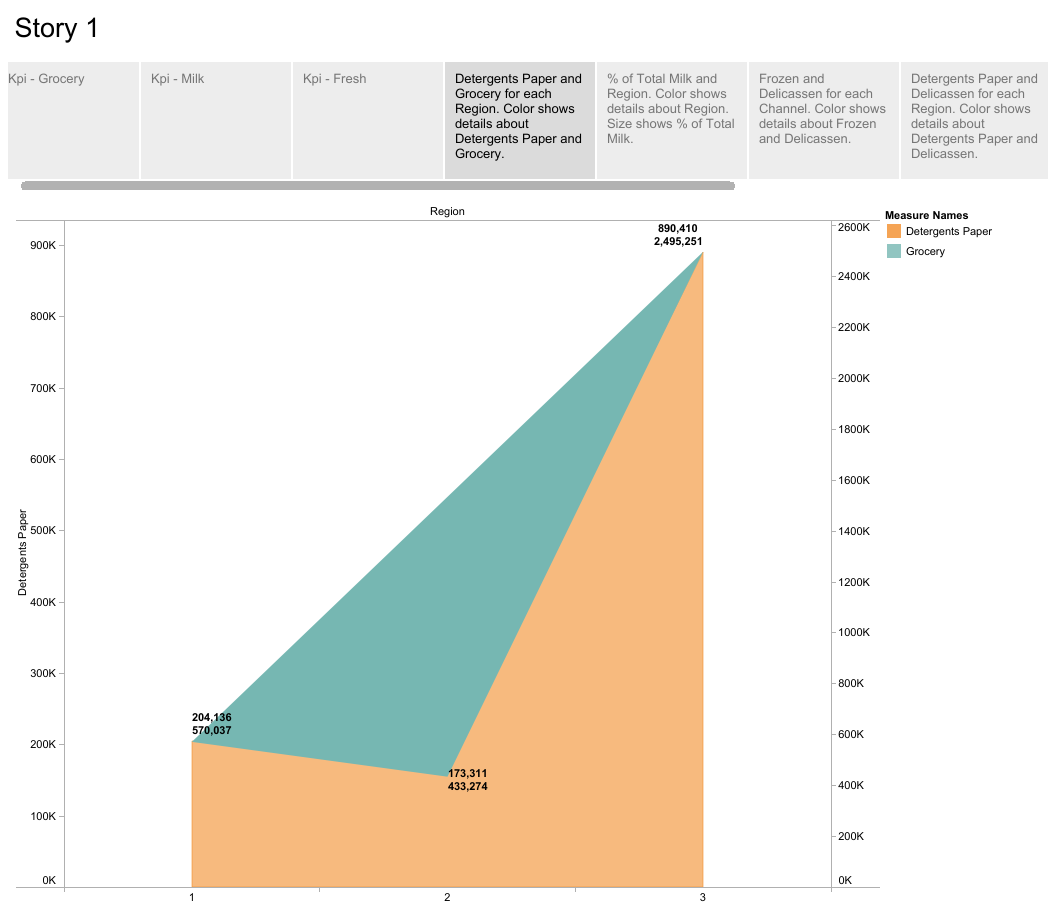 Story 1
Kpi - Grocery
Kpi - Milk
Kpi - Fresh
Detergents Paper and
Grocery for each
Region. Color shows
details about
Detergents Paper and
Grocery.
% of Total Milk and
Region. Color shows
details about Region.
Size shows % of Total
Milk.
Frozen and
Delicassen for each
Channel. Color shows
details about Frozen
and Delicassen.
Detergents Paper and
Delicassen for each
Region. Color shows
details about
Detergents Paper and
Delicassen.
Region
Measure Names
Detergents Paper
Grocery
Detergents Paper
900K
800K
700K
600K
500K
400K
300K
200K
100K
0K
890,410
2,495,251
204,136
570,037
173,311
433,274
2600K
2400K
2200K
2000K
1800K
1600K
1400K
1200K
1000K
800K
600K
400K
200K
0K
1
2
3